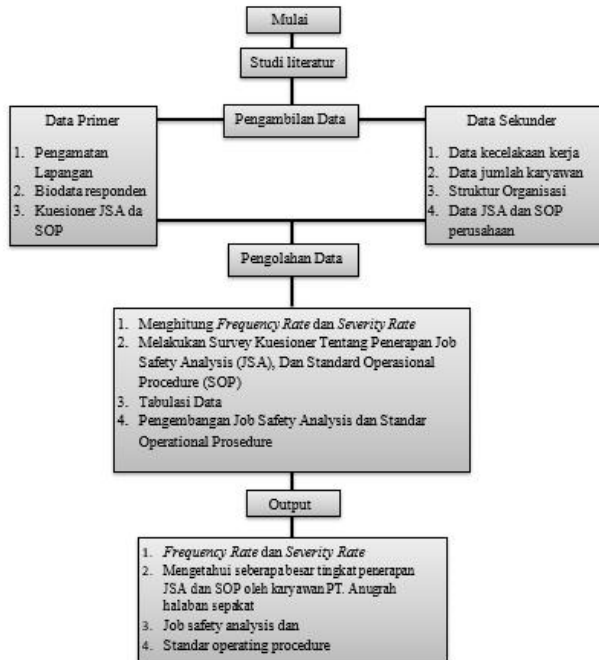 Mulai
Studi literatur
Pengambilan Data
Data Primer
1. Pengamatan
Lapangan
2. Biodata responden
3. Kuesioner JSA da
SOP
Data Sekunder
1. Data kecelakaan kerja
2. Data jumlah karyawan
3. Struktur Organisasi
4. Data JSA dan SOP
perusahaan
Pengolahan Data
1. Menghitung Frequency Rate dan Severity Rate
2. Melakukan Survey Kuesioner Tentang Penerapan Job
Safety Analysis (JSA), Dan Standard Operasional
Procedure (SOP)
3. Tabulasi Data
4. Pengembangan Job Safety Analysis dan Standar
Operational Prosedure
Output
1. Frequency Rate dan Severity Rate
2. Mengetahui seberapa besar tingkat penerapan
JSA dan SOP oleh karyawan PT. Anugrah
halaban sepakat
3. Job safety analysis dan
4. Standar operating procedure